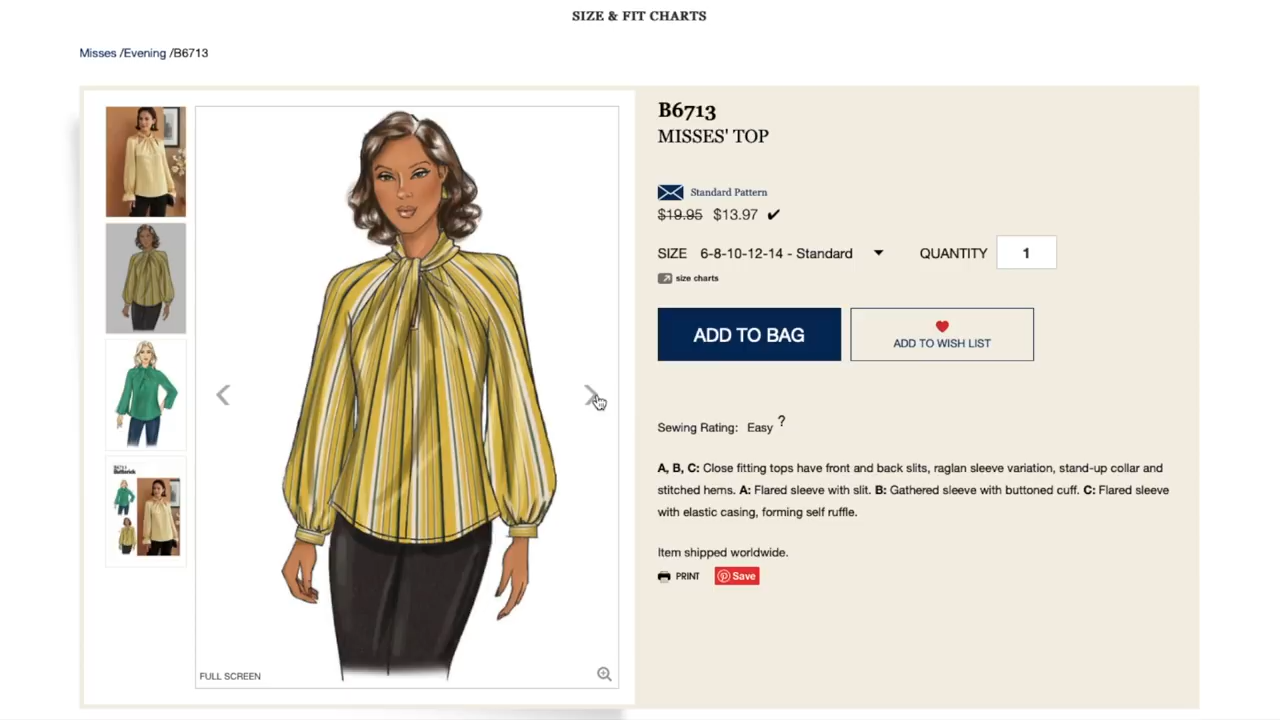 SIZE & FIT CHARTS
Misses /Evening /B6713
B6713
MISSES' TOP
Standard Pattern
$19.95 $13.97 ✔
SIZE 6-8-10-12-14 - Standard QUANTITY 1
size charts
ADD TO BAG
ADD TO WISH LIST
Sewing Rating: Easy ?
A, B, C: Close fitting tops have front and back slits, raglan sleeve variation, stand-up collar and
stitched hems. A: Flared sleeve with slit. B: Gathered sleeve with buttoned cuff. C: Flared sleeve
with elastic casing, forming self ruffle.
Item shipped worldwide.
PRINT Save
Butterick
FULL SCREEN